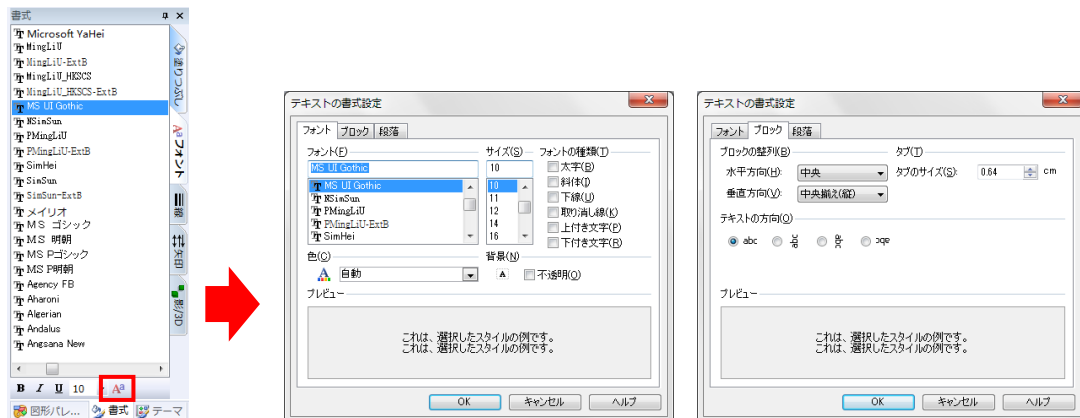 書式
Microsoft YaHei
MingLiU
MingLiU-ExtB
MingLiU_HKSCS
MingLiU_HKSCS-ExtB
MS UI Gothic
NSimSun
PMingLiU
PMingLiU-ExtB
SimHei
SimSun
SimSun-ExtB
メイリオ
MS ゴシック
MS 明朝
MS Pゴシック
MS P明朝
Agency FB
Aharoni
Algerian
Andalus
Angsana New
B I U 10 Aa
図形パレ... 書式 テーマ
塗りつぶし
Aa フォント
線
矢印
影/3D
テキストの書式設定
フォント ブロック 段落
フォント(F) サイズ(S) フォントの種類(T)
MS UI Gothic 10 太字(B)
MS UI Gothic 10 斜体(I)
NSimSun 11 下線(U)
PMingLiU 12 取り消し線(K)
PMingLiU-ExtB 14 上付き文字(P)
SimHei 16 下付き文字(R)
色(C) 背景(N)
A 自動 A 不透明(O)
プレビュー
これは、選択したスタイルの例です。
これは、選択したスタイルの例です。
OK キャンセル ヘルプ
テキストの書式設定
フォント ブロック 段落
ブロックの整列(B) タブ(T)
水平方向(H): 中央 タブのサイズ(S): 0.64 cm
垂直方向(V): 中央揃え(縦)
テキストの方向(O)
abc abc abc abc
プレビュー
これは、選択したスタイルの例です。
これは、選択したスタイルの例です。
OK キャンセル ヘルプ